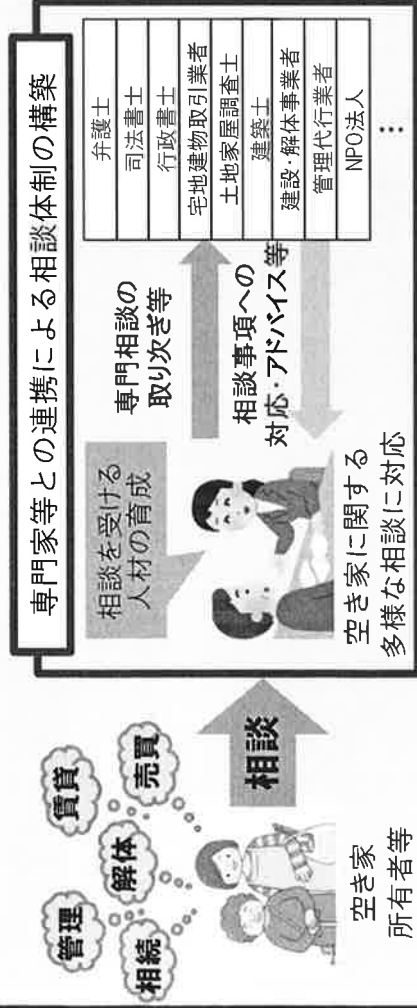 専門家等との連携による相談体制の構築
管理
相続
解体
賃貸
売買
空き家
所有者等
相談
相談を受ける
人材の育成
空き家に関する
多様な相談に対応
専門相談の
取り欠ぎ等
相談事項への
対応・アドバイス等
弁護士
司法書士
行政書士
宅地建物取引業者
土地家屋調査士
建築士
建設・解体事業者
管理代行業者
NPO法人
⋮